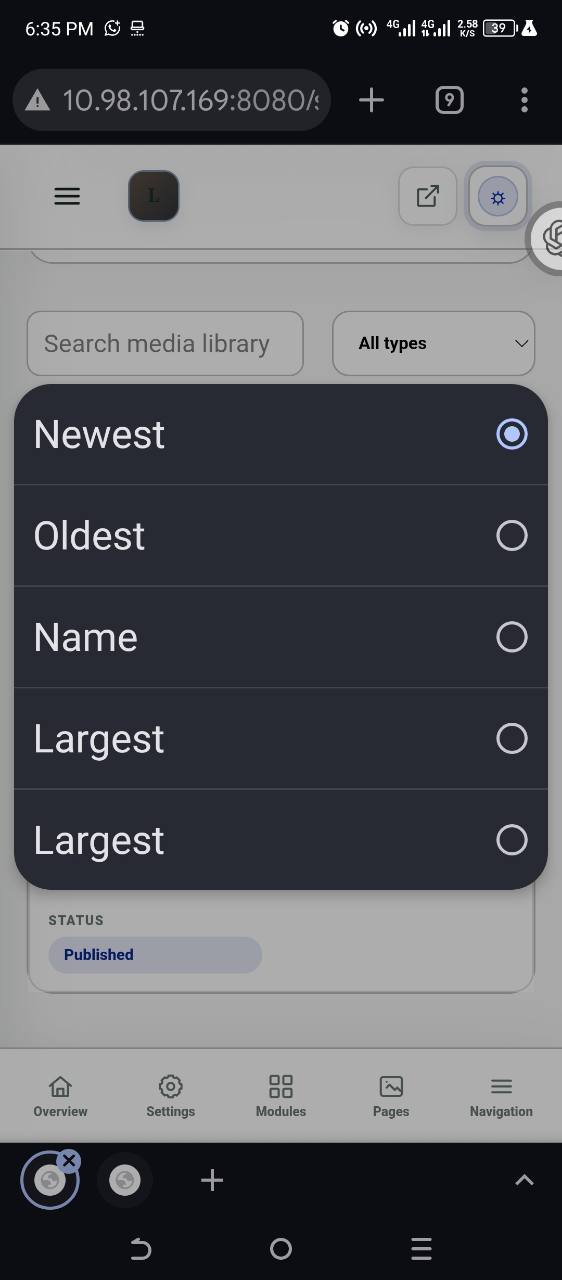 6:35 PM
4G 4G 2.58 K/S 39
10.98.107.169:8080/
9
L
Search media library
All types
Newest
Oldest
Name
Largest
Largest
STATUS
Published
Overview Settings Modules Pages Navigation